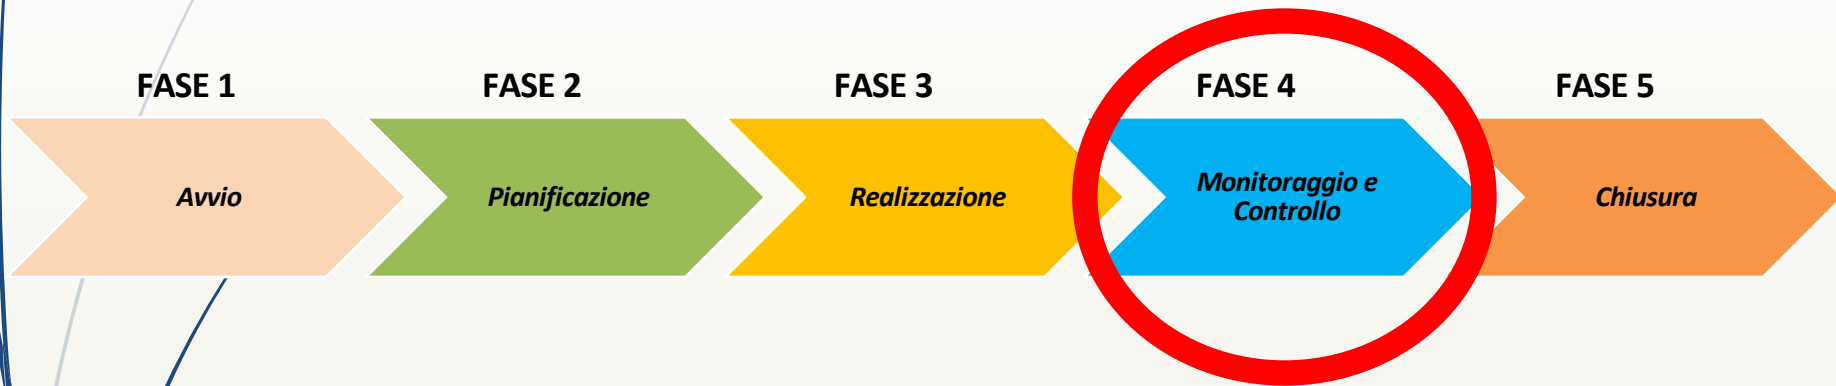 FASE 1
FASE 2
FASE 3
FASE 4
FASE 5
Avvio
Pianificazione
Realizzazione
Monitoraggio e
Controllo
Chiusura